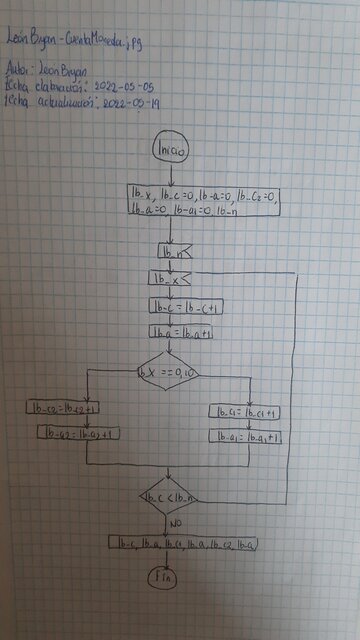 León Bryan-CuentaMoneda.jpg
Autor: León Bryan
fecha elaboración: 2022-05-05
fecha actualización: 2022-05-19
Inicio
lb_x, lb_c=0, lb_a=0, lb_c2=0,
lb_a=0, lb_a1=0, lb_n
lb_n
lb_x
lb_c = lb_c+1
lb_a = lb_a+1
lb_x ==0,10
lb_c2=lb_c2+1
lb_c1=lb_c1+1
lb_a2=lb_a2+1
lb_a1=lb_a1+1
lb_c < lb_n
NO
lb_c, lb_a, lb_c1, lb_a, lb_c2, lb_a
Fin